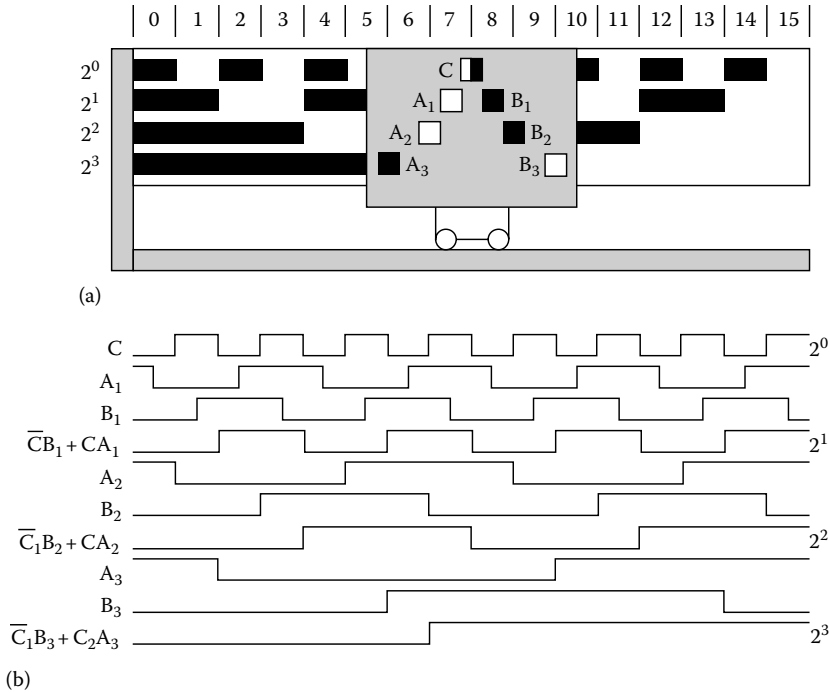 0 1 2 3 4 5 6 7 8 9 10 11 12 13 14 15
2⁰ C
2¹ A₁ B₁
2² A₂ B₂
2³ A₃ B₃
(a)
C 2⁰
A₁
B₁
C̅B₁ + CA₁ 2¹
A₂
B₂
C̅₁B₂ + CA₂ 2²
A₃
B₃
C̅₁B₃ + C₂A₃ 2³
(b)